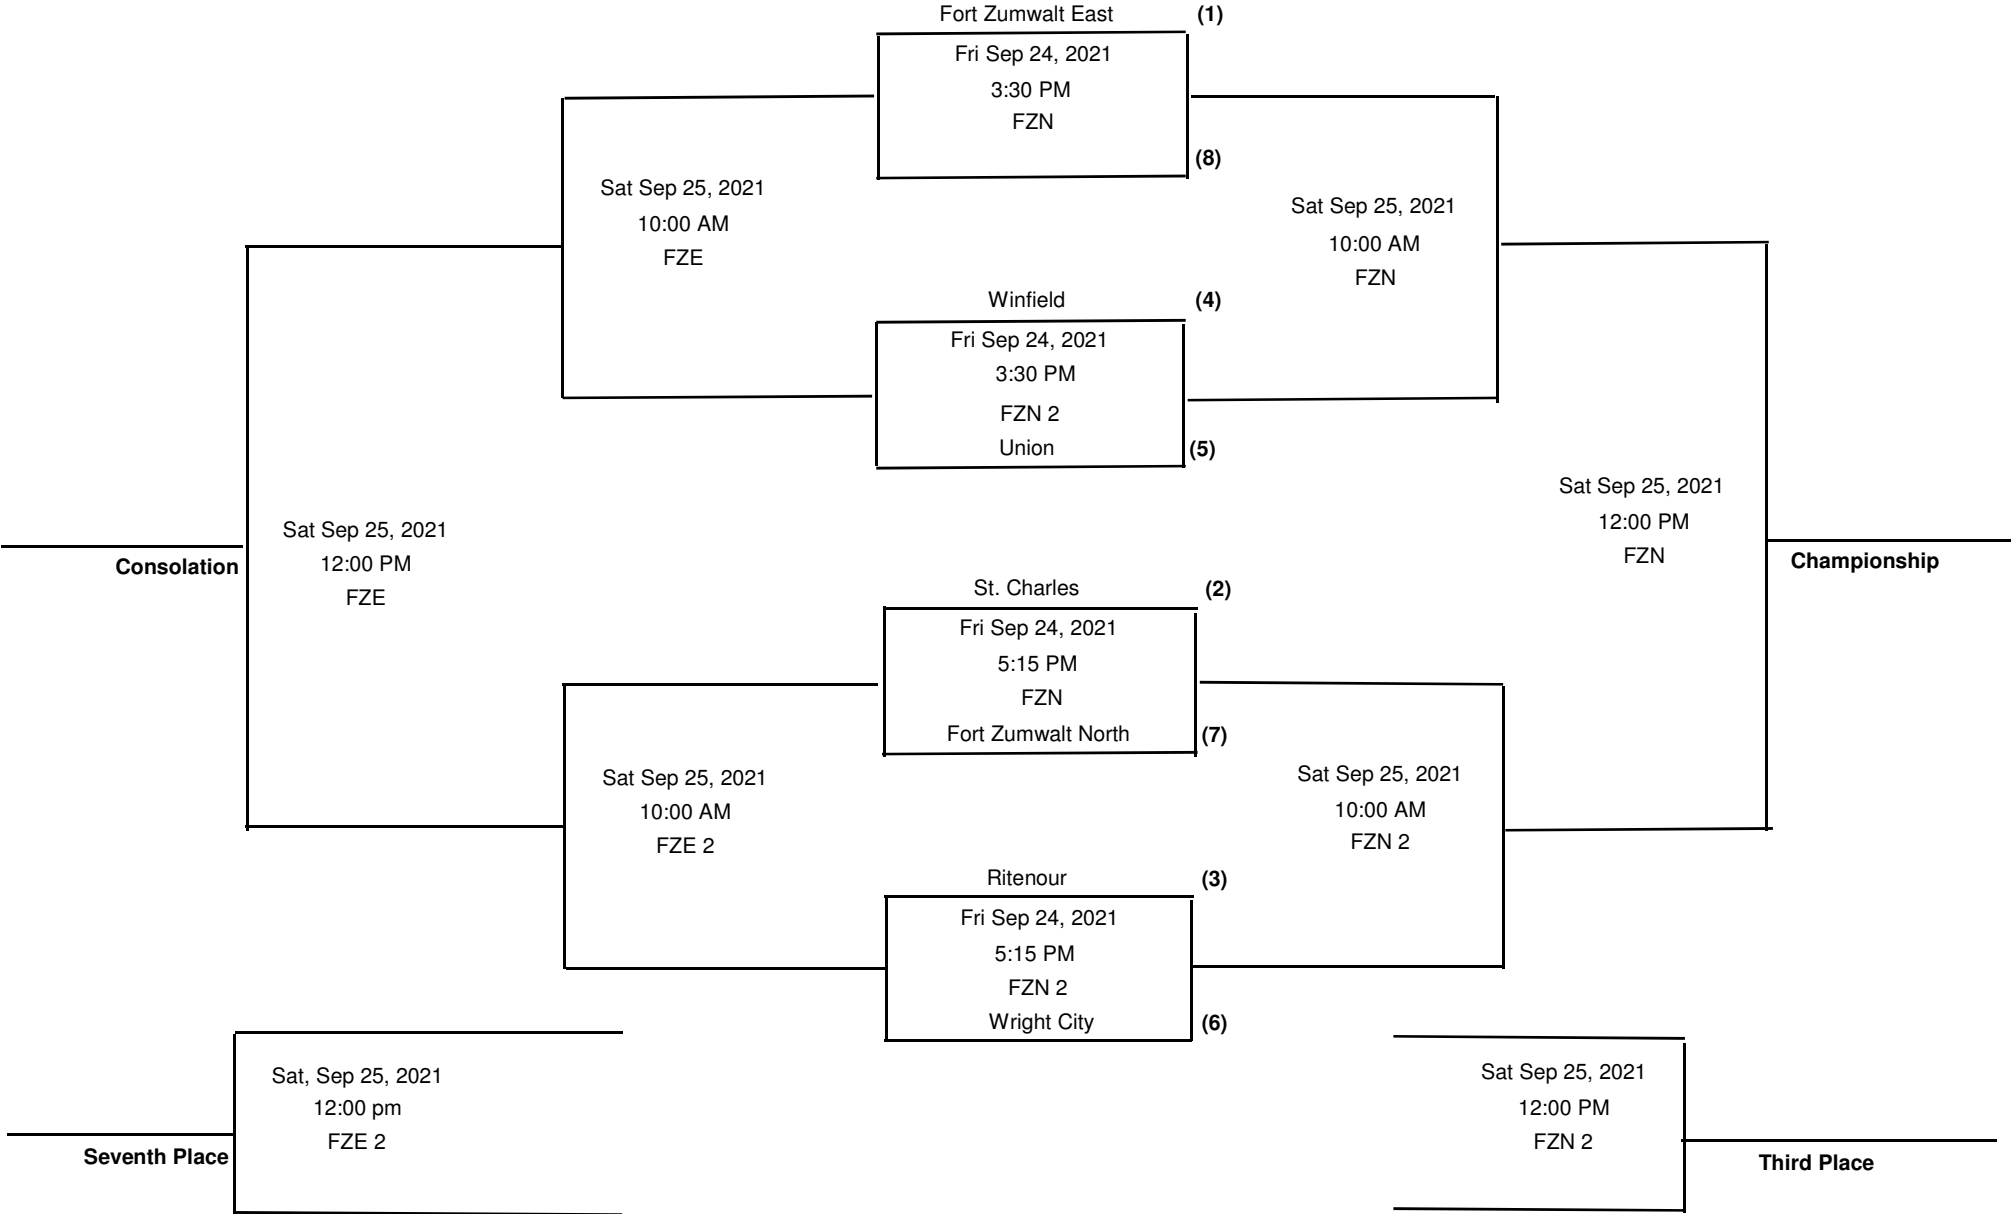 Fort Zumwalt East (1)
Fri Sep 24, 2021
3:30 PM
FZN
(8)
Sat Sep 25, 2021
10:00 AM
FZE
Sat Sep 25, 2021
10:00 AM
FZN
Winfield (4)
Fri Sep 24, 2021
3:30 PM
FZN 2
Union (5)
Sat Sep 25, 2021
12:00 PM
FZE
Consolation
Sat Sep 25, 2021
12:00 PM
FZN
Championship
St. Charles (2)
Fri Sep 24, 2021
5:15 PM
FZN
Fort Zumwalt North (7)
Sat Sep 25, 2021
10:00 AM
FZE 2
Sat Sep 25, 2021
10:00 AM
FZN 2
Ritenour (3)
Fri Sep 24, 2021
5:15 PM
FZN 2
Wright City (6)
Sat, Sep 25, 2021
12:00 pm
FZE 2
Seventh Place
Sat Sep 25, 2021
12:00 PM
FZN 2
Third Place